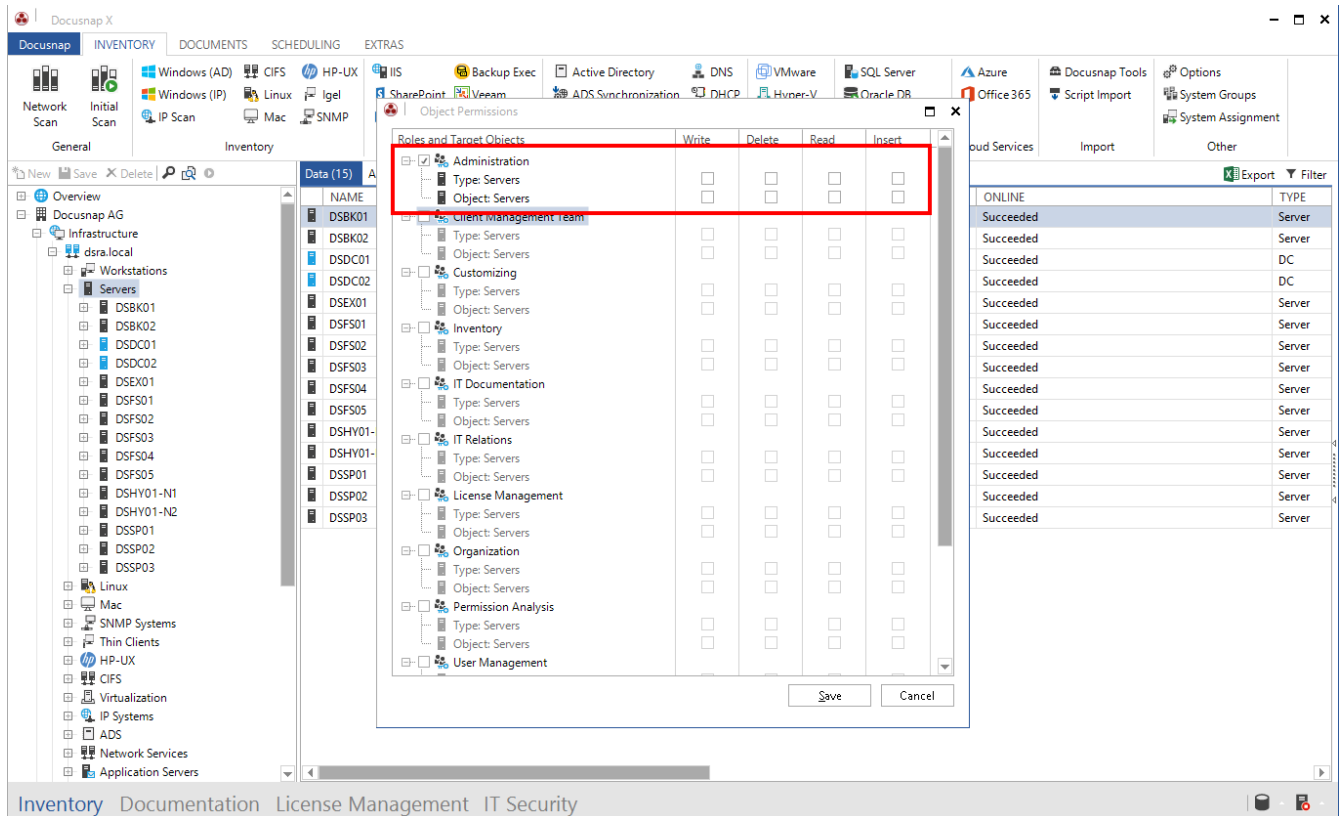 Docusnap X
Docusnap INVENTORY DOCUMENTS SCHEDULING EXTRAS
Network Scan
Initial Scan
General
Windows (AD) CIFS HP-UX
Windows (IP) Linux Igel
IP Scan Mac SNMP
Inventory
IIS Backup Exec Active Directory DNS VMware SQL Server
SharePoint Veeam ADS Synchronization DHCP Hyper-V Oracle DB
Azure
Office 365
oud Services
Docusnap Tools
Script Import
Import
Options
System Groups
System Assignment
Other
New Save Delete
Overview
Docusnap AG
Infrastructure
dsra.local
Workstations
Servers
DSBK01
DSBK02
DSDC01
DSDC02
DSEX01
DSFS01
DSFS02
DSFS03
DSFS04
DSFS05
DSHY01-N1
DSHY01-N2
DSSP01
DSSP02
DSSP03
Linux
Mac
SNMP Systems
Thin Clients
HP-UX
CIFS
Virtualization
IP Systems
ADS
Network Services
Application Servers
Data (15) A
Export Filter
NAME ONLINE TYPE
DSBK01 Succeeded Server
DSBK02 Succeeded Server
DSDC01 Succeeded DC
DSDC02 Succeeded DC
DSEX01 Succeeded Server
DSFS01 Succeeded Server
DSFS02 Succeeded Server
DSFS03 Succeeded Server
DSFS04 Succeeded Server
DSFS05 Succeeded Server
DSHY01- Succeeded Server
DSHY01- Succeeded Server
DSSP01 Succeeded Server
DSSP02 Succeeded Server
DSSP03 Succeeded Server
Object Permissions
Roles and Target Objects Write Delete Read Insert
Administration
Type: Servers
Object: Servers
Client Management Team
Type: Servers
Object: Servers
Customizing
Type: Servers
Object: Servers
Inventory
Type: Servers
Object: Servers
IT Documentation
Type: Servers
Object: Servers
IT Relations
Type: Servers
Object: Servers
License Management
Type: Servers
Object: Servers
Organization
Type: Servers
Object: Servers
Permission Analysis
Type: Servers
Object: Servers
User Management
Save Cancel
Inventory Documentation License Management IT Security